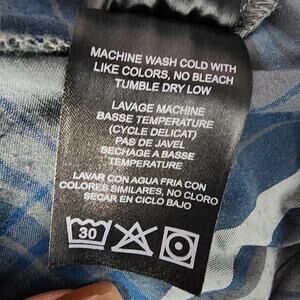 MACHINE WASH COLD WITH
LIKE COLORS, NO BLEACH
TUMBLE DRY LOW
LAVAGE MACHINE
BASSE TEMPERATURE
(CYCLE DELICAT)
PAS DE JAVEL
SECHAGE A BASSE
TEMPERATURE
LAVAR CON AGUA FRIA CON
COLORES SIMILARES, NO CLORO
SECAR EN CICLO BAJO
30